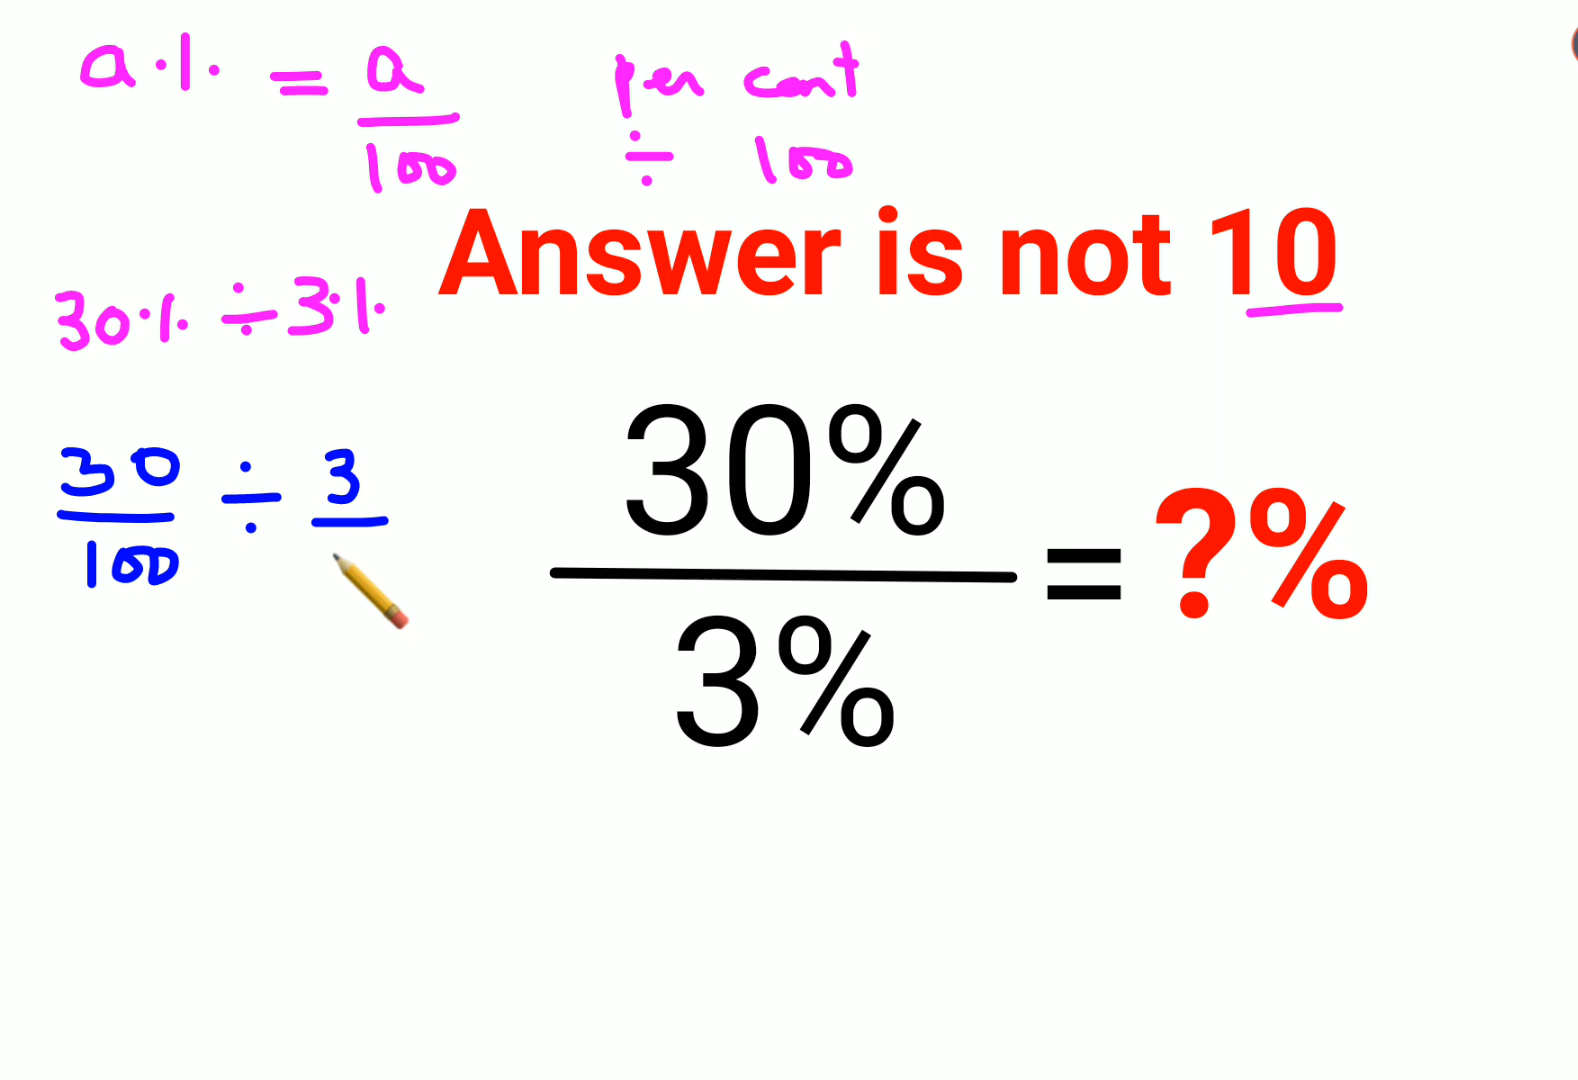 a% = a/100
per cent
÷ 100
Answer is not 10
30% ÷ 3%
30/100 ÷ 3/
30%/3% = ?%